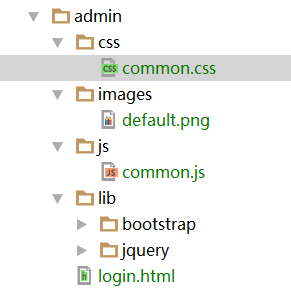 admin
css
common.css
images
default.png
js
common.js
lib
bootstrap
jquery
login.html